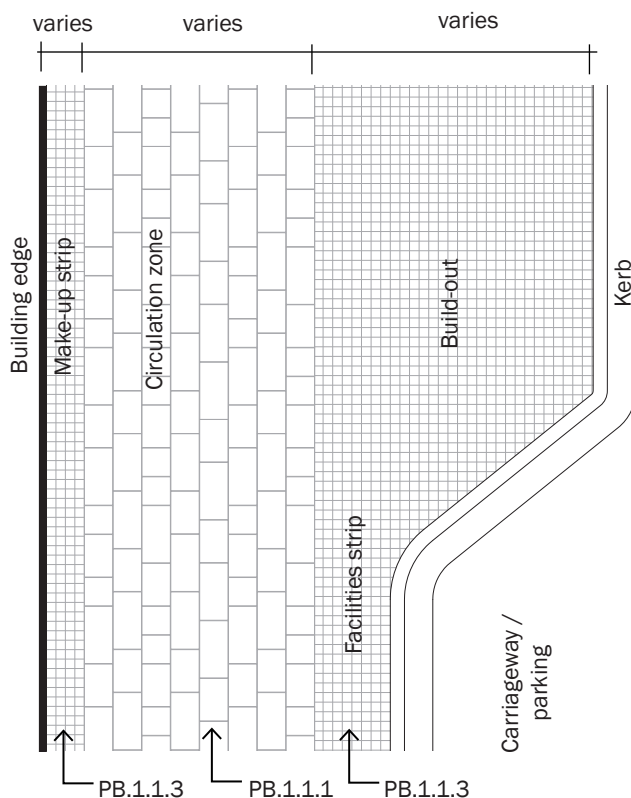 varies
varies
varies
Building edge
Make-up strip
Circulation zone
Build-out
Kerb
Facilities strip
Carriageway /
parking
PB.1.1.3
PB.1.1.1
PB.1.1.3